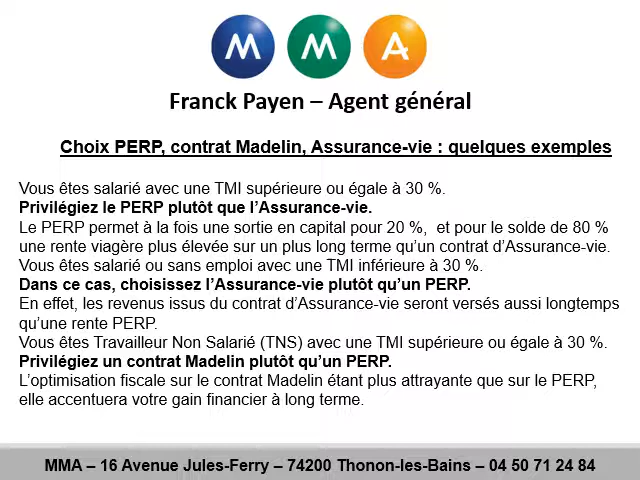 M M A
Franck Payen – Agent général
Choix PERP, contrat Madelin, Assurance-vie : quelques exemples
Vous êtes salarié avec une TMI supérieure ou égale à 30 %.
Privilégiez le PERP plutôt que l’Assurance-vie.
Le PERP permet à la fois une sortie en capital pour 20 %, et pour le solde de 80 %
une rente viagère plus élevée sur un plus long terme qu’un contrat d’Assurance-vie.
Vous êtes salarié ou sans emploi avec une TMI inférieure à 30 %.
Dans ce cas, choisissez l’Assurance-vie plutôt qu’un PERP.
En effet, les revenus issus du contrat d’Assurance-vie seront versés aussi longtemps
qu’une rente PERP.
Vous êtes Travailleur Non Salarié (TNS) avec une TMI supérieure ou égale à 30 %.
Privilégiez un contrat Madelin plutôt qu’un PERP.
L’optimisation fiscale sur le contrat Madelin étant plus attrayante que sur le PERP,
elle accentuera votre gain financier à long terme.
MMA – 16 Avenue Jules-Ferry – 74200 Thonon-les-Bains – 04 50 71 24 84